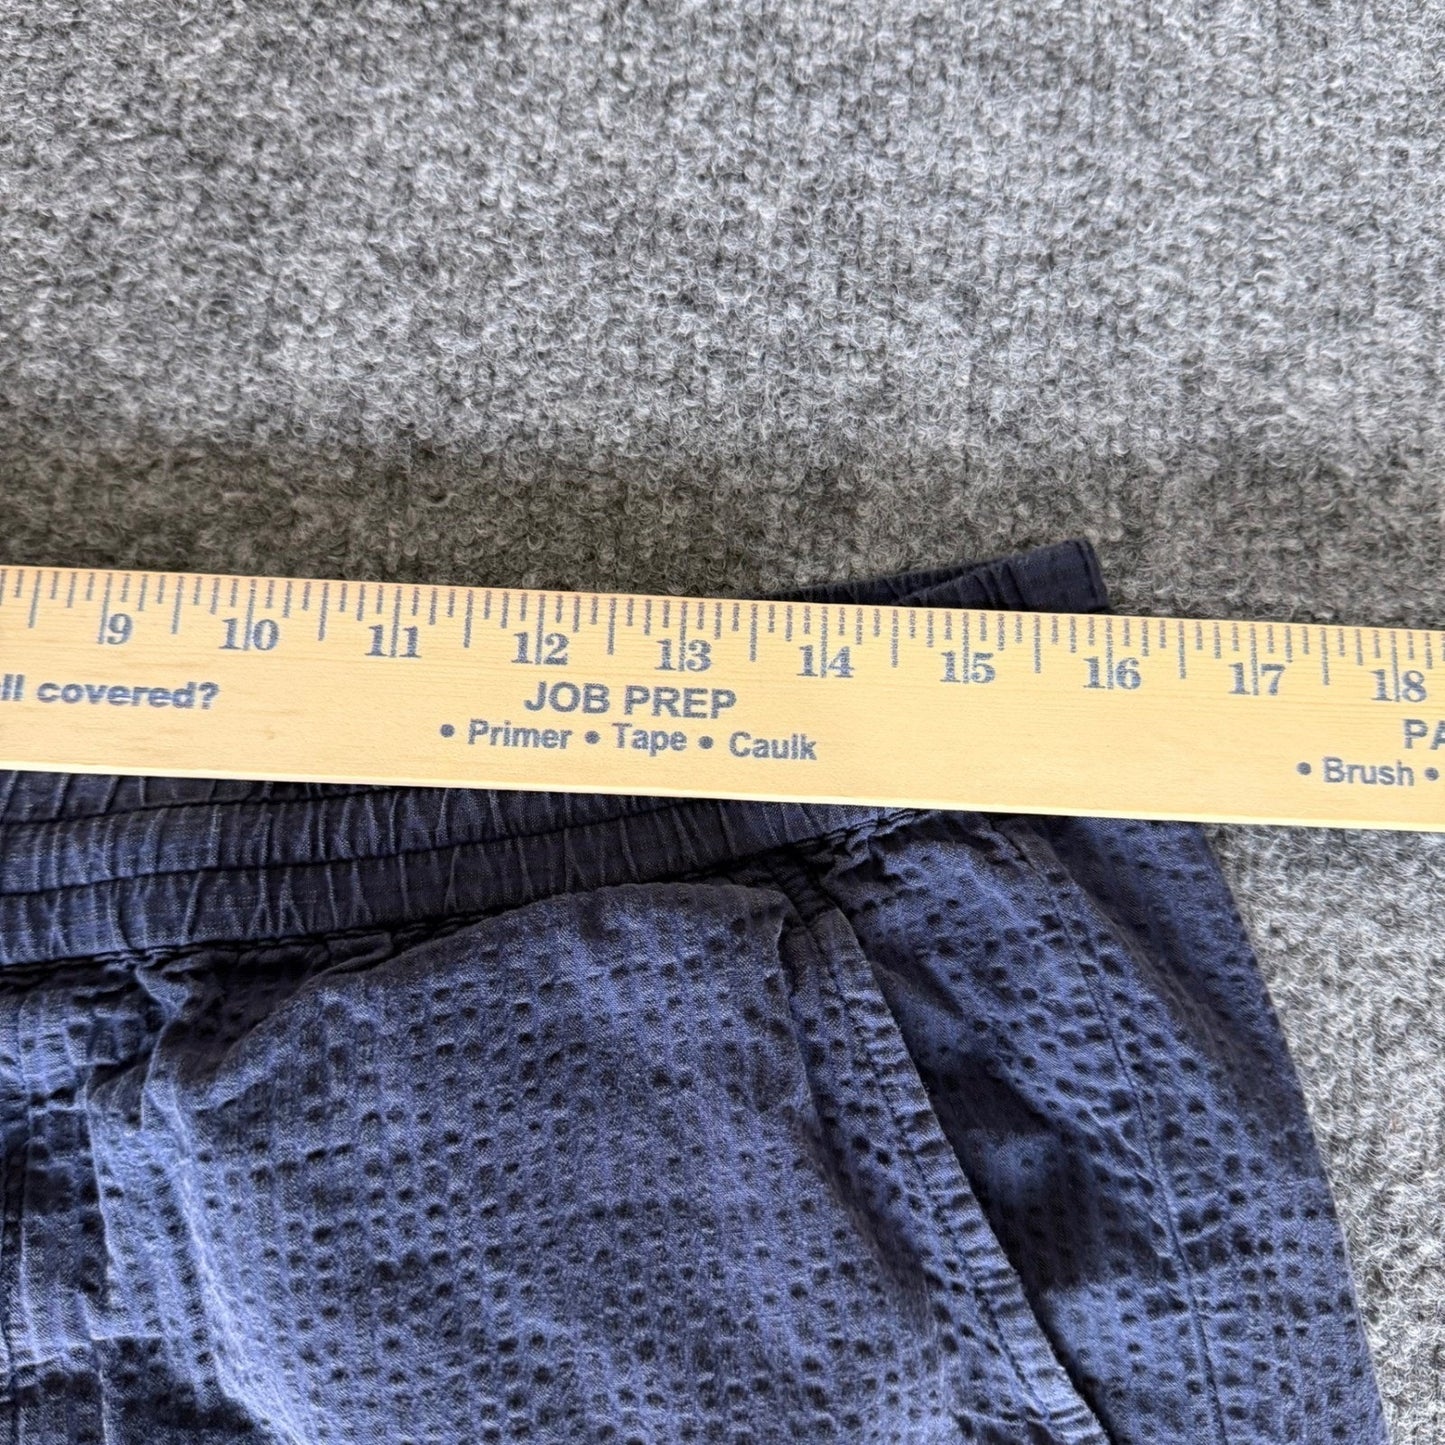 9 10 11 12 13 14 15 16 17 18
ll covered?
JOB PREP
• Primer • Tape • Caulk
PA
• Brush •